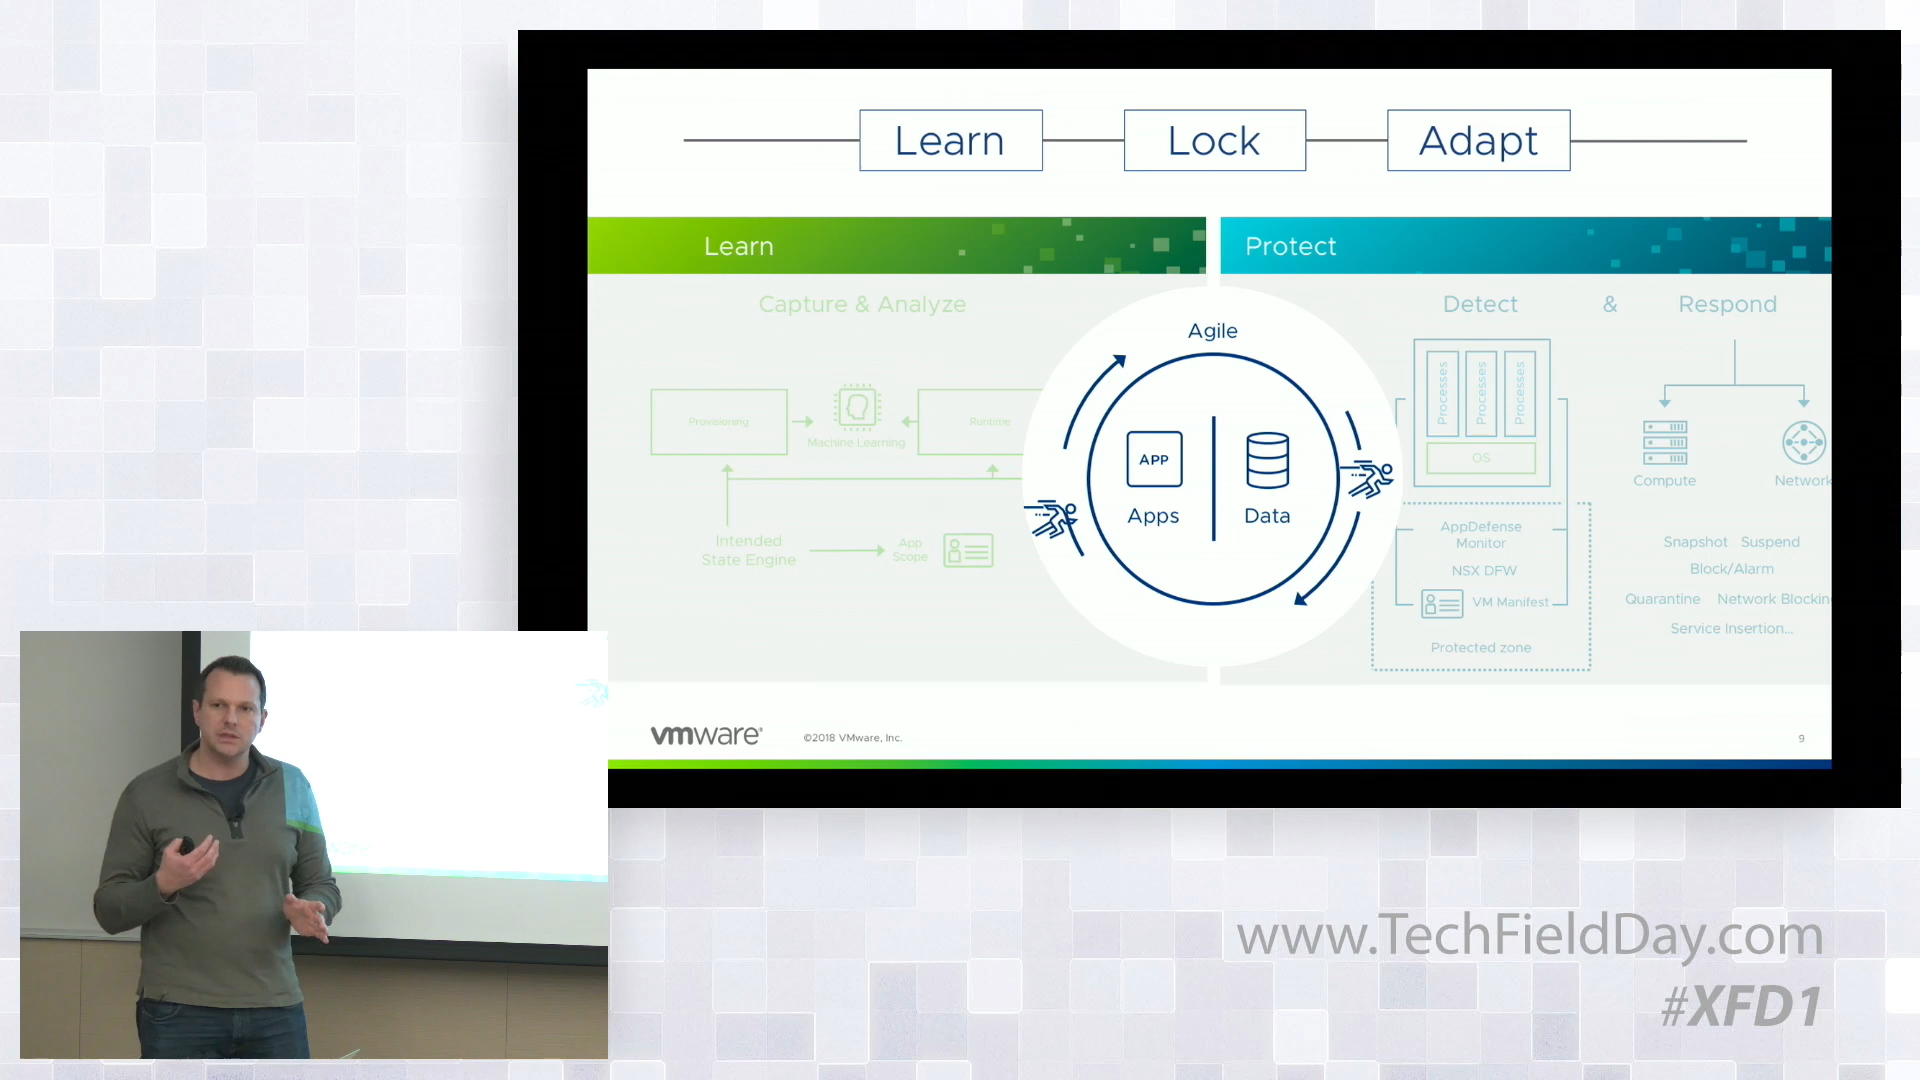 Learn
Lock
Adapt
Learn
Protect
Capture & Analyze
Detect & Respond
Agile
Provisioning
Machine Learning
Runtime
Processes
Processes
Processes
OS
APP
Apps
Data
Compute
Network
Intended
State Engine
App
Scope
AppDefense
Monitor
NSX DFW
VM Manifest
Protected zone
Snapshot Suspend
Block/Alarm
Quarantine Network Blockin
Service Insertion...
vmware®
©2018 VMware, Inc.
9
www.TechFieldDay.com
#XFD1